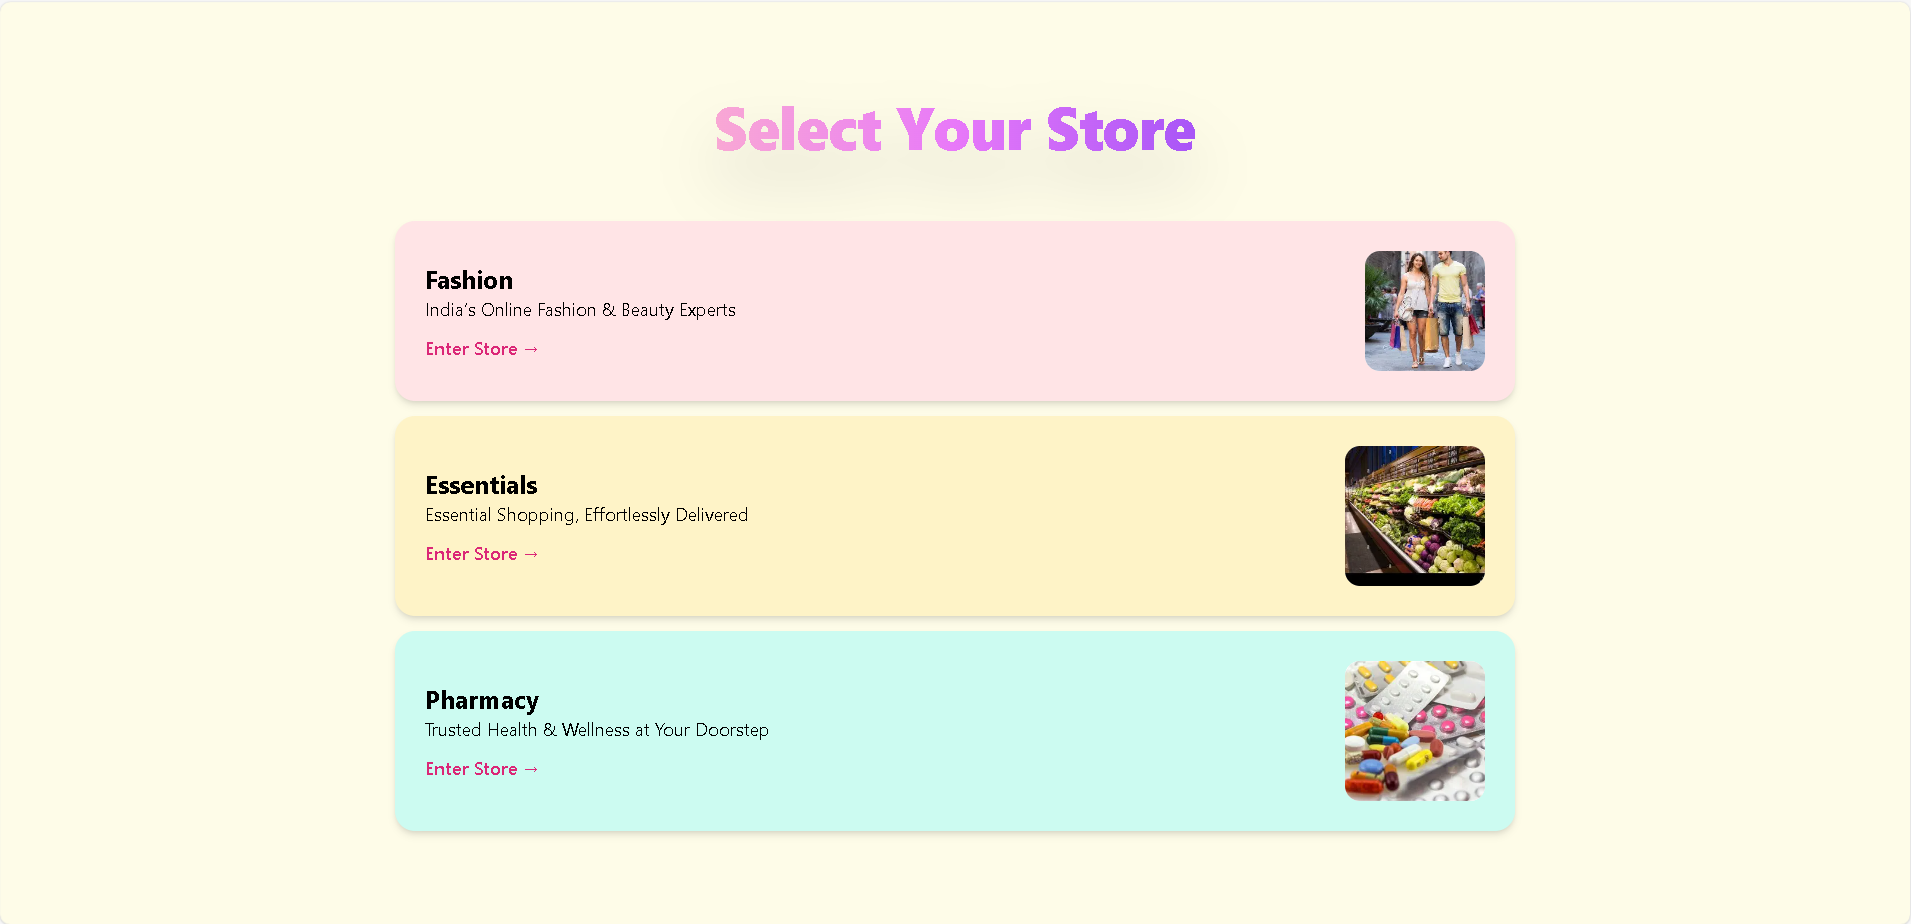 Select Your Store
Fashion
India’s Online Fashion & Beauty Experts
Enter Store →
Essentials
Essential Shopping, Effortlessly Delivered
Enter Store →
Pharmacy
Trusted Health & Wellness at Your Doorstep
Enter Store →